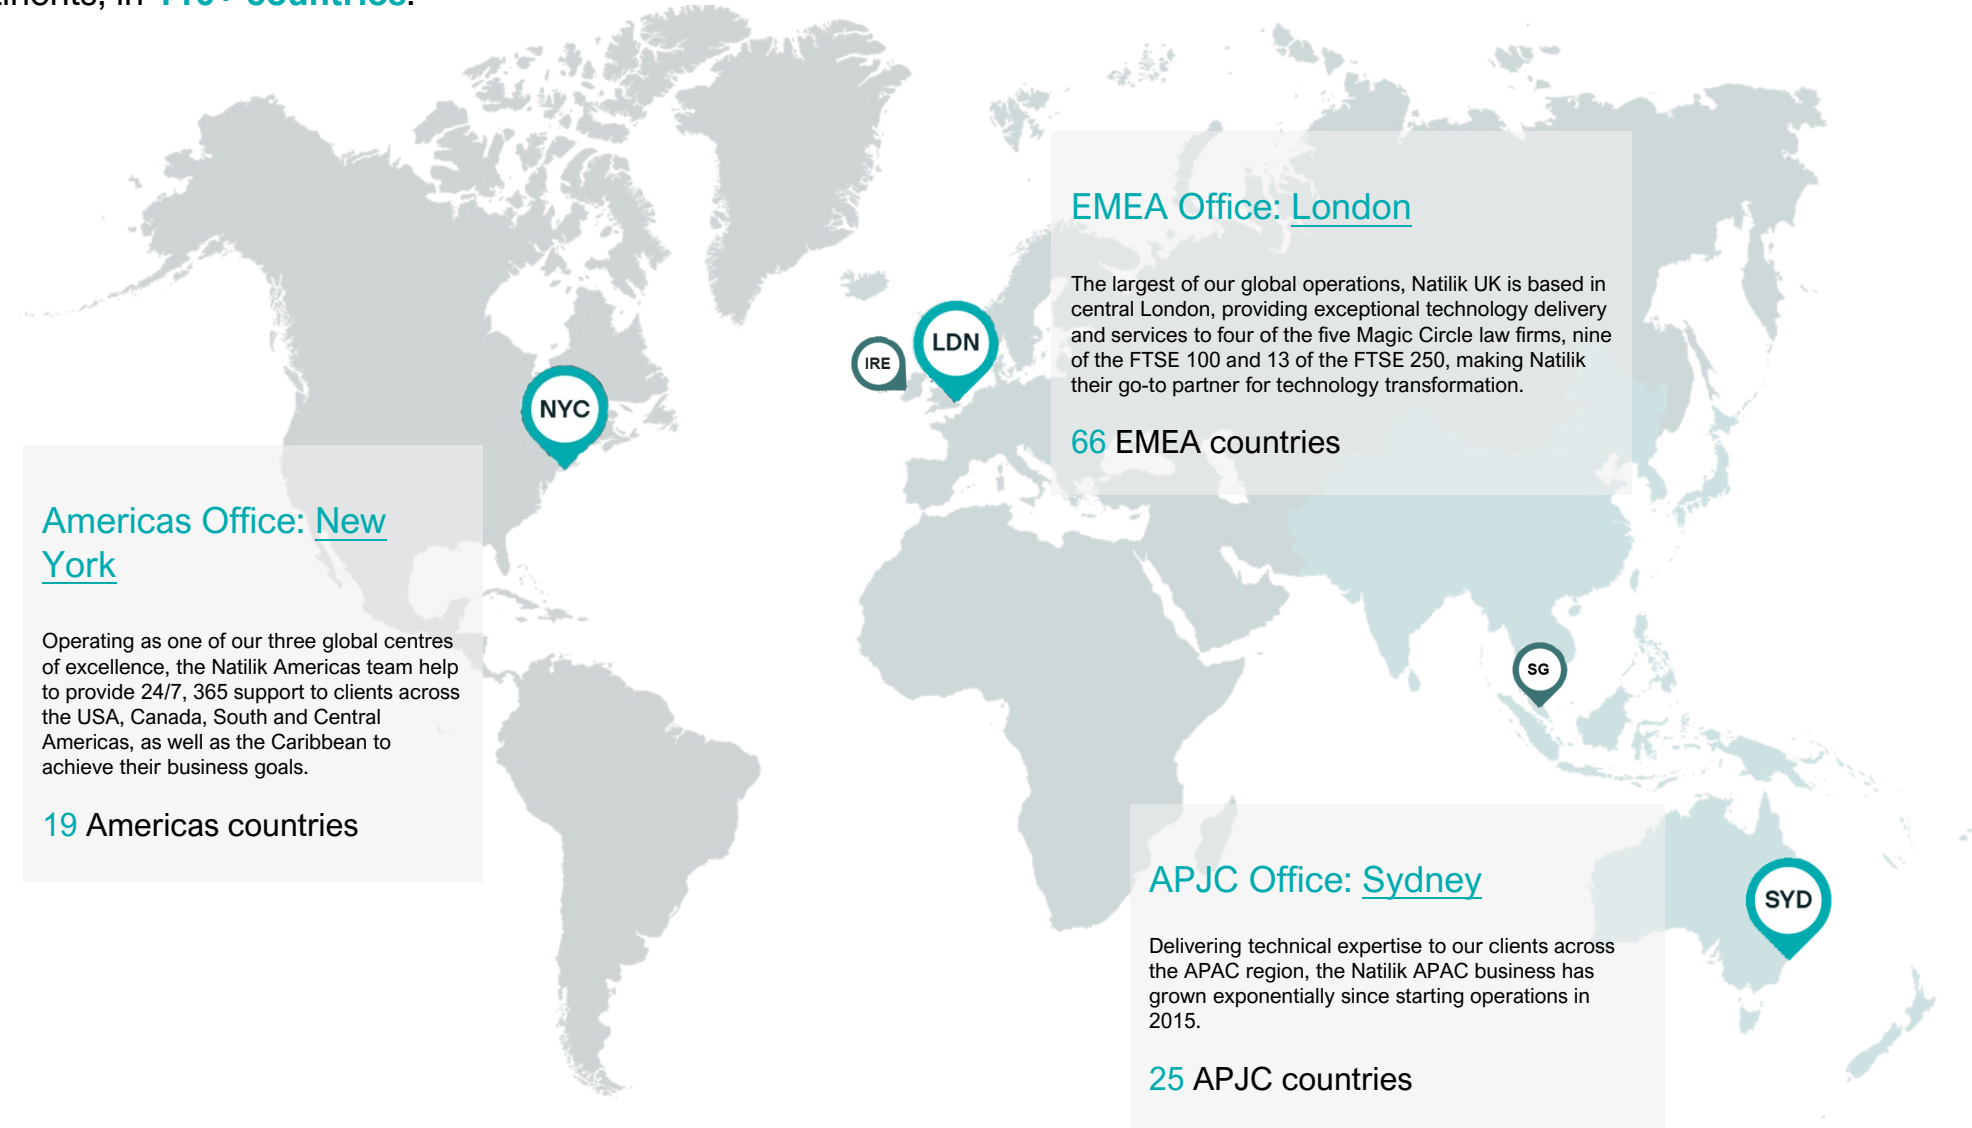 in 110+ countries.
EMEA Office: London
The largest of our global operations, Natilik UK is based in
central London, providing exceptional technology delivery
and services to four of the five Magic Circle law firms, nine
of the FTSE 100 and 13 of the FTSE 250, making Natilik
their go-to partner for technology transformation.
66 EMEA countries
LDN
IRE
NYC
Americas Office: New
York
Operating as one of our three global centres
of excellence, the Natilik Americas team help
to provide 24/7, 365 support to clients across
the USA, Canada, South and Central
Americas, as well as the Caribbean to
achieve their business goals.
19 Americas countries
SG
APJC Office: Sydney
Delivering technical expertise to our clients across
the APAC region, the Natilik APAC business has
grown exponentially since starting operations in
2015.
25 APJC countries
SYD